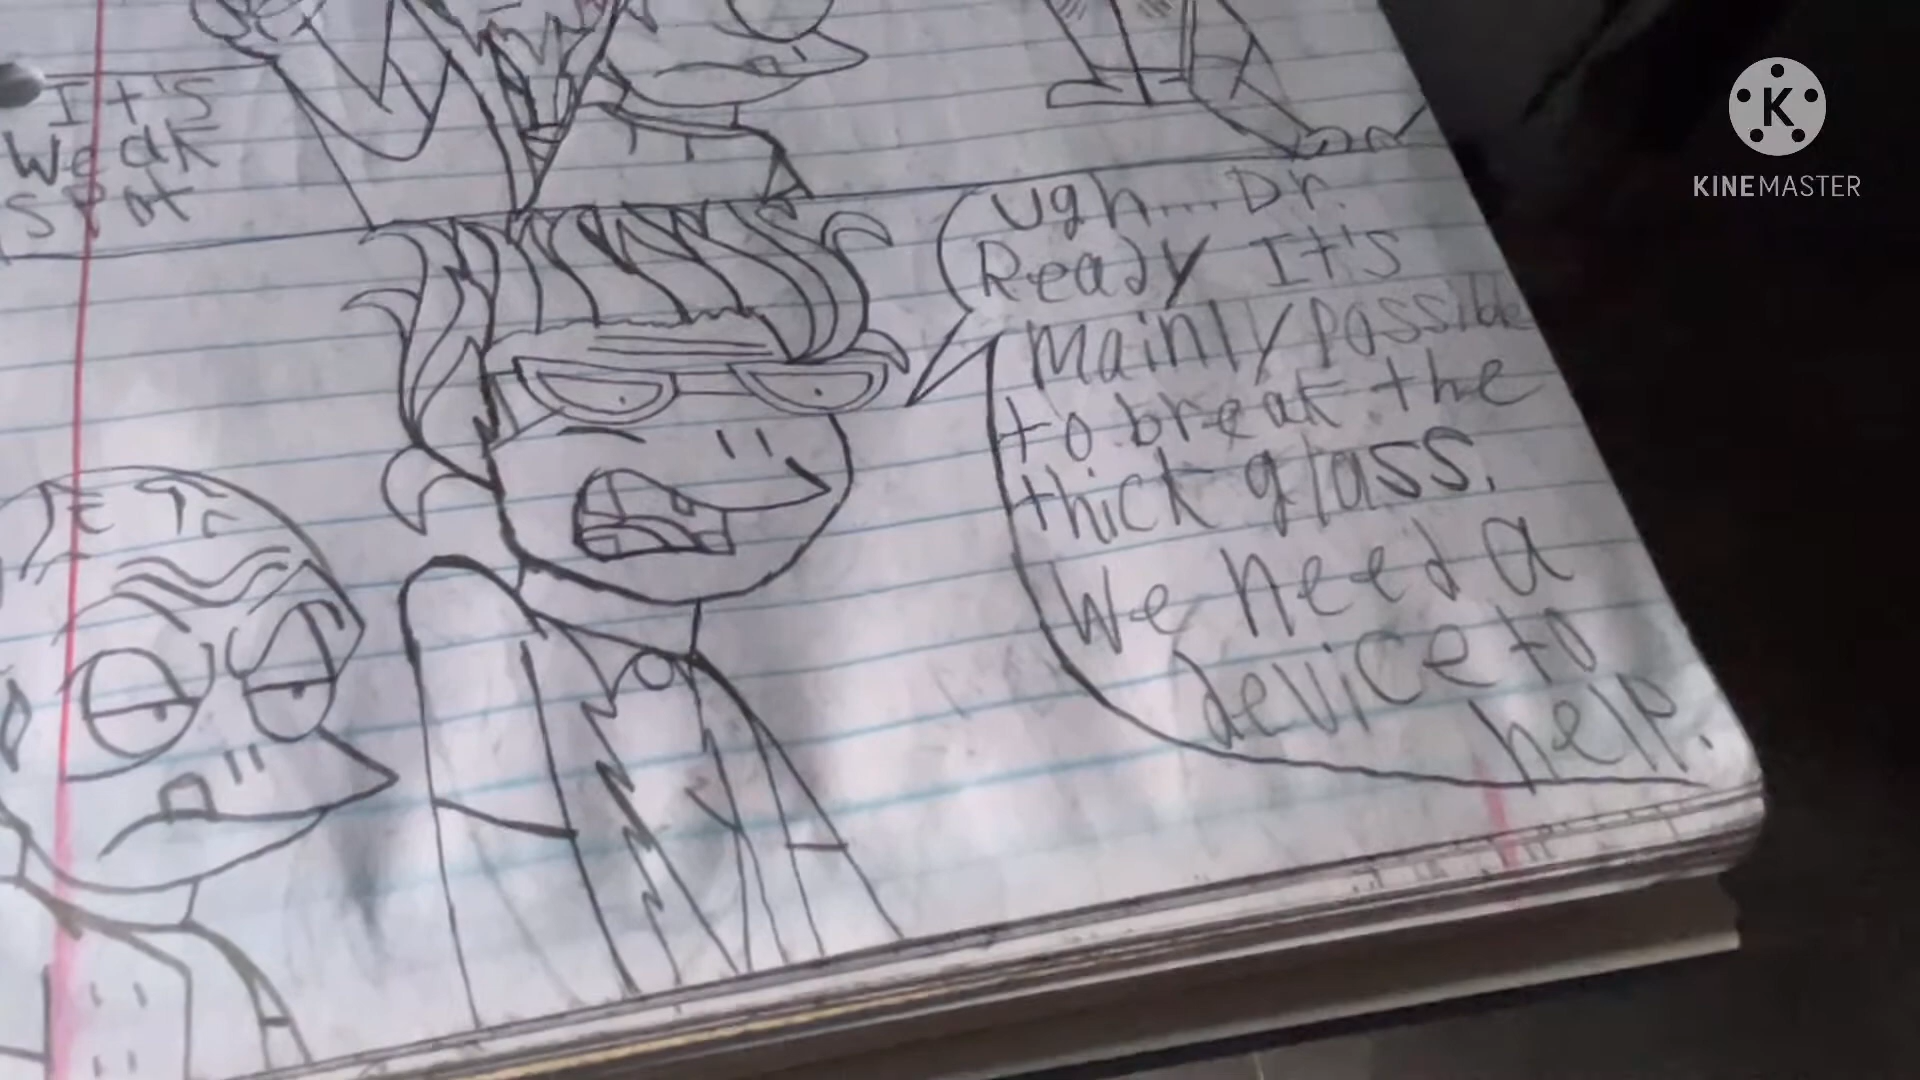 It's
Weak
spot
Ugh... Dr.
Ready It's
Mainly possible
to break the
thick glass.
We need a
device to
help.
K
KINEMASTER